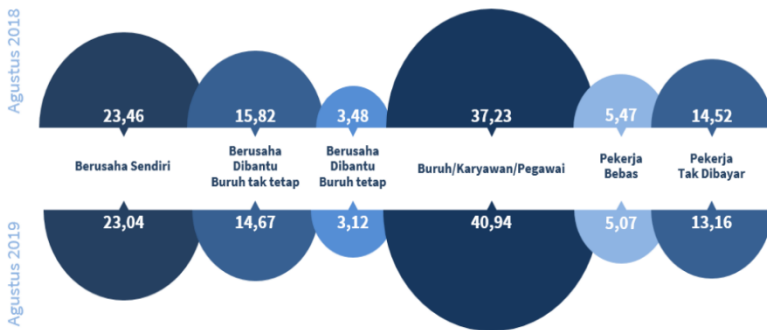 Agustus 2018
23,46
15,82
3,48
37,23
5,47
14,52
Berusaha Sendiri
Berusaha
Dibantu
Buruh tak tetap
Berusaha
Dibantu
Buruh tetap
Buruh/Karyawan/Pegawai
Pekerja
Bebas
Pekerja
Tak Dibayar
Agustus 2019
23,04
14,67
3,12
40,94
5,07
13,16